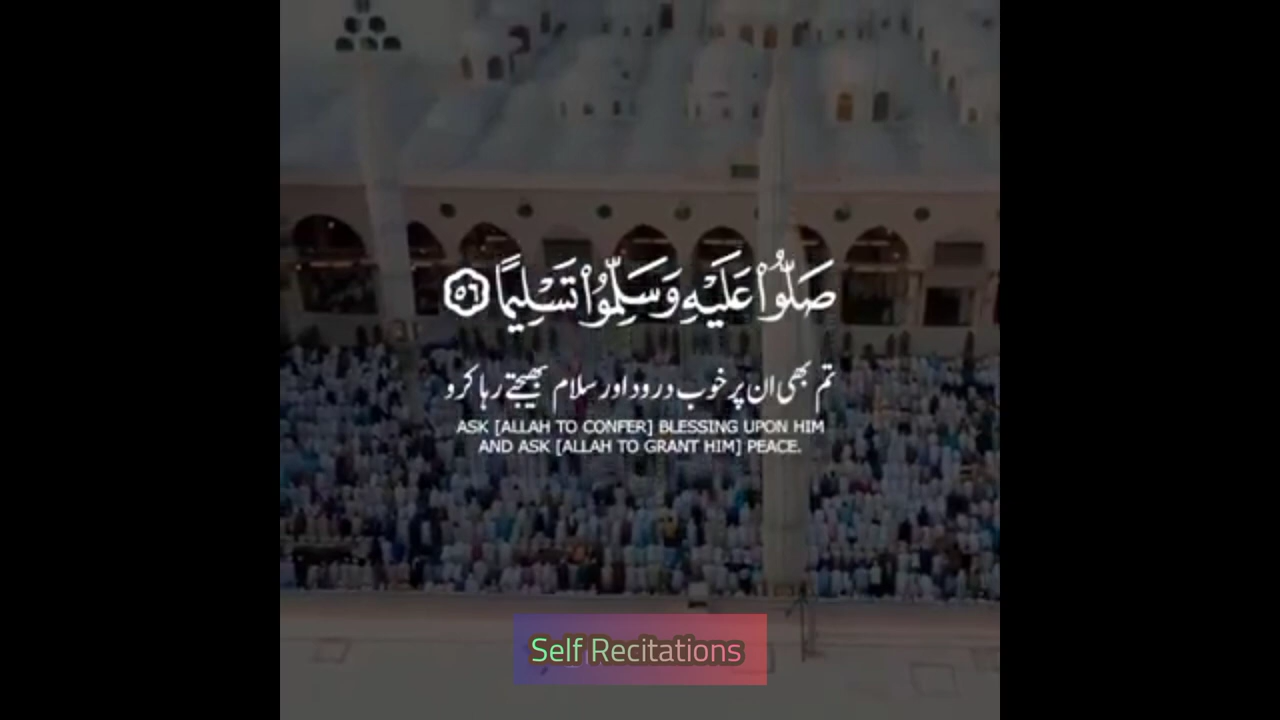 صَلُّوا۟ عَلَيْهِ وَسَلِّمُوا۟ تَسْلِيمًا ٥٦
تم بھی ان پر خوب درود اور سلام بھیجتے رہا کرو
ASK [ALLAH TO CONFER] BLESSING UPON HIM
AND ASK [ALLAH TO GRANT HIM] PEACE.
Self Recitations